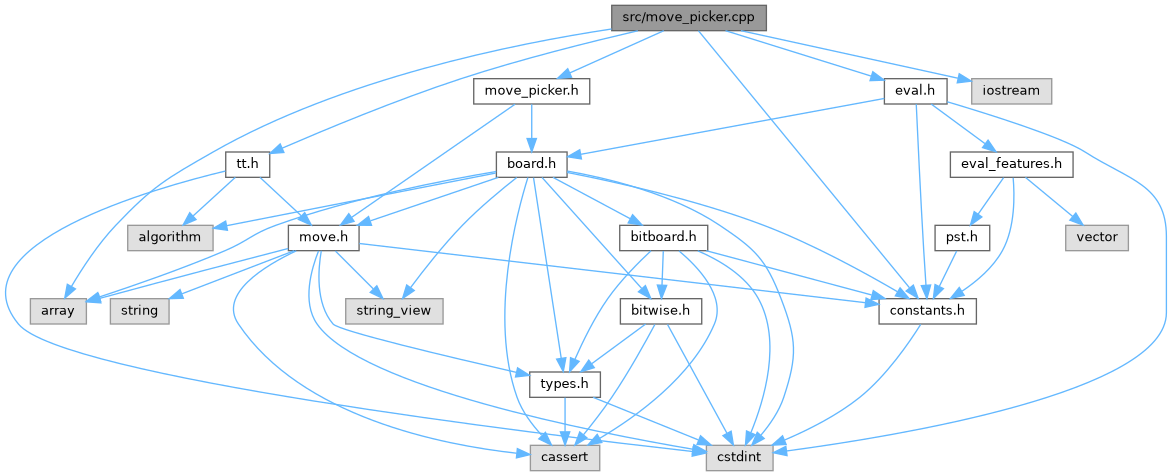 src/move_picker.cpp
move_picker.h
eval.h
iostream
tt.h
board.h
eval_features.h
algorithm
move.h
bitboard.h
pst.h
vector
array
string
string_view
bitwise.h
constants.h
types.h
cassert
cstdint